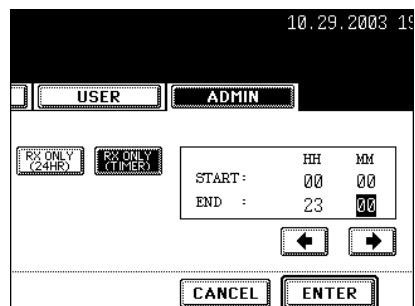 10.29.2003 19
USER ADMIN
RX ONLY (24HR) RX ONLY (TIMER)
HH MM
START: 00 00
END : 23 00
CANCEL ENTER